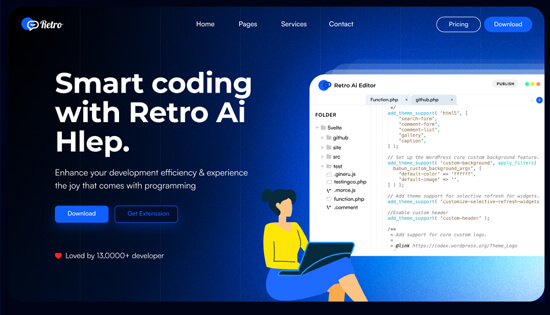 Retro
Home Pages Services Contact
Pricing Download
Smart coding
with Retro Ai
Hlep.
Enhance your development efficiency & experience
the joy that comes with programming
Download Get Extension
Loved by 13,0000+ developer
Retro Ai Editor
PUBLISH
Function.php × github.php ×
FOLDER
Svelte
github
site
src
test
.gineru.js
testingco.php
.morce.js
function.php
.comment
*/
add_theme_support( 'html5', [
"search-form",
"comment-form",
"comment-list",
"gallery",
"caption",
] );
// Set up the WordPress core custom background feature.
add_theme_support( 'custom-background', apply_filters(
babus_custom_background_args', [
'default-color' => 'ffffff',
'default-image' => '',
] ) );
// Add theme support for selective refresh for widgets.
add_theme_support( 'customize-selective-refresh-widgets
//Enable custom header
add_theme_support( "custom-header" );
/**
* Add support for core custom logo.
*
* @link https://codex.wordpress.org/Theme_Logo